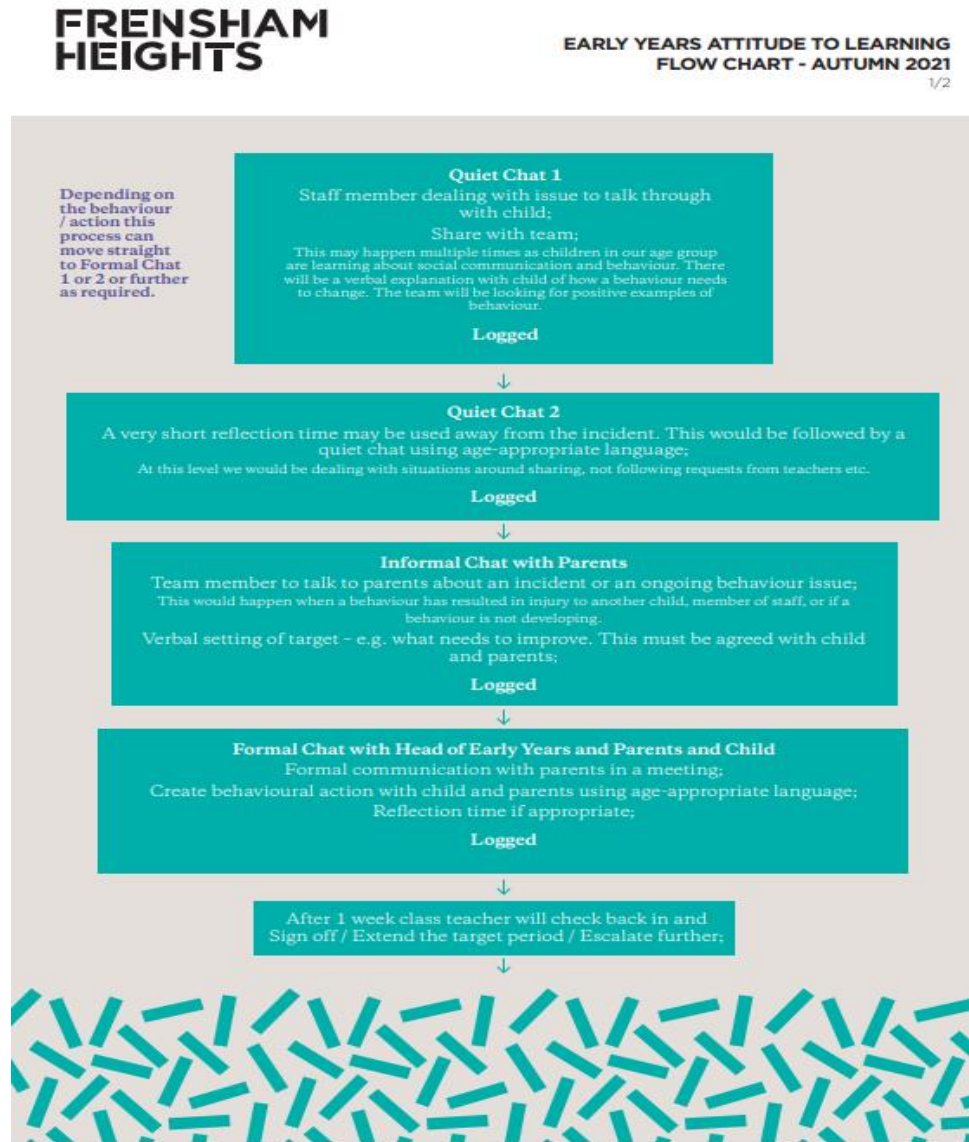 FRENSHAM
HEIGHTS
EARLY YEARS ATTITUDE TO LEARNING
FLOW CHART - AUTUMN 2021
1/2
Depending on
the behaviour
/ action this
process can
move straight
to Formal Chat
1 or 2 or further
as required.
Quiet Chat 1
Staff member dealing with issue to talk through
with child;
Share with team;
This may happen multiple times as children in our age group
are learning about social communication and behaviour. There
will be a verbal explanation with child of how a behaviour needs
to change. The team will be looking for positive examples of
behaviour.
Logged
Quiet Chat 2
A very short reflection time may be used away from the incident. This would be followed by a
quiet chat using age-appropriate language;
At this level we would be dealing with situations around sharing, not following requests from teachers etc.
Logged
Informal Chat with Parents
Team member to talk to parents about an incident or an ongoing behaviour issue;
This would happen when a behaviour has resulted in injury to another child, member of staff, or if a
behaviour is not developing.
Verbal setting of target – e.g. what needs to improve. This must be agreed with child
and parents;
Logged
Formal Chat with Head of Early Years and Parents and Child
Formal communication with parents in a meeting;
Create behavioural action with child and parents using age-appropriate language;
Reflection time if appropriate;
Logged
After 1 week class teacher will check back in and
Sign off / Extend the target period / Escalate further;